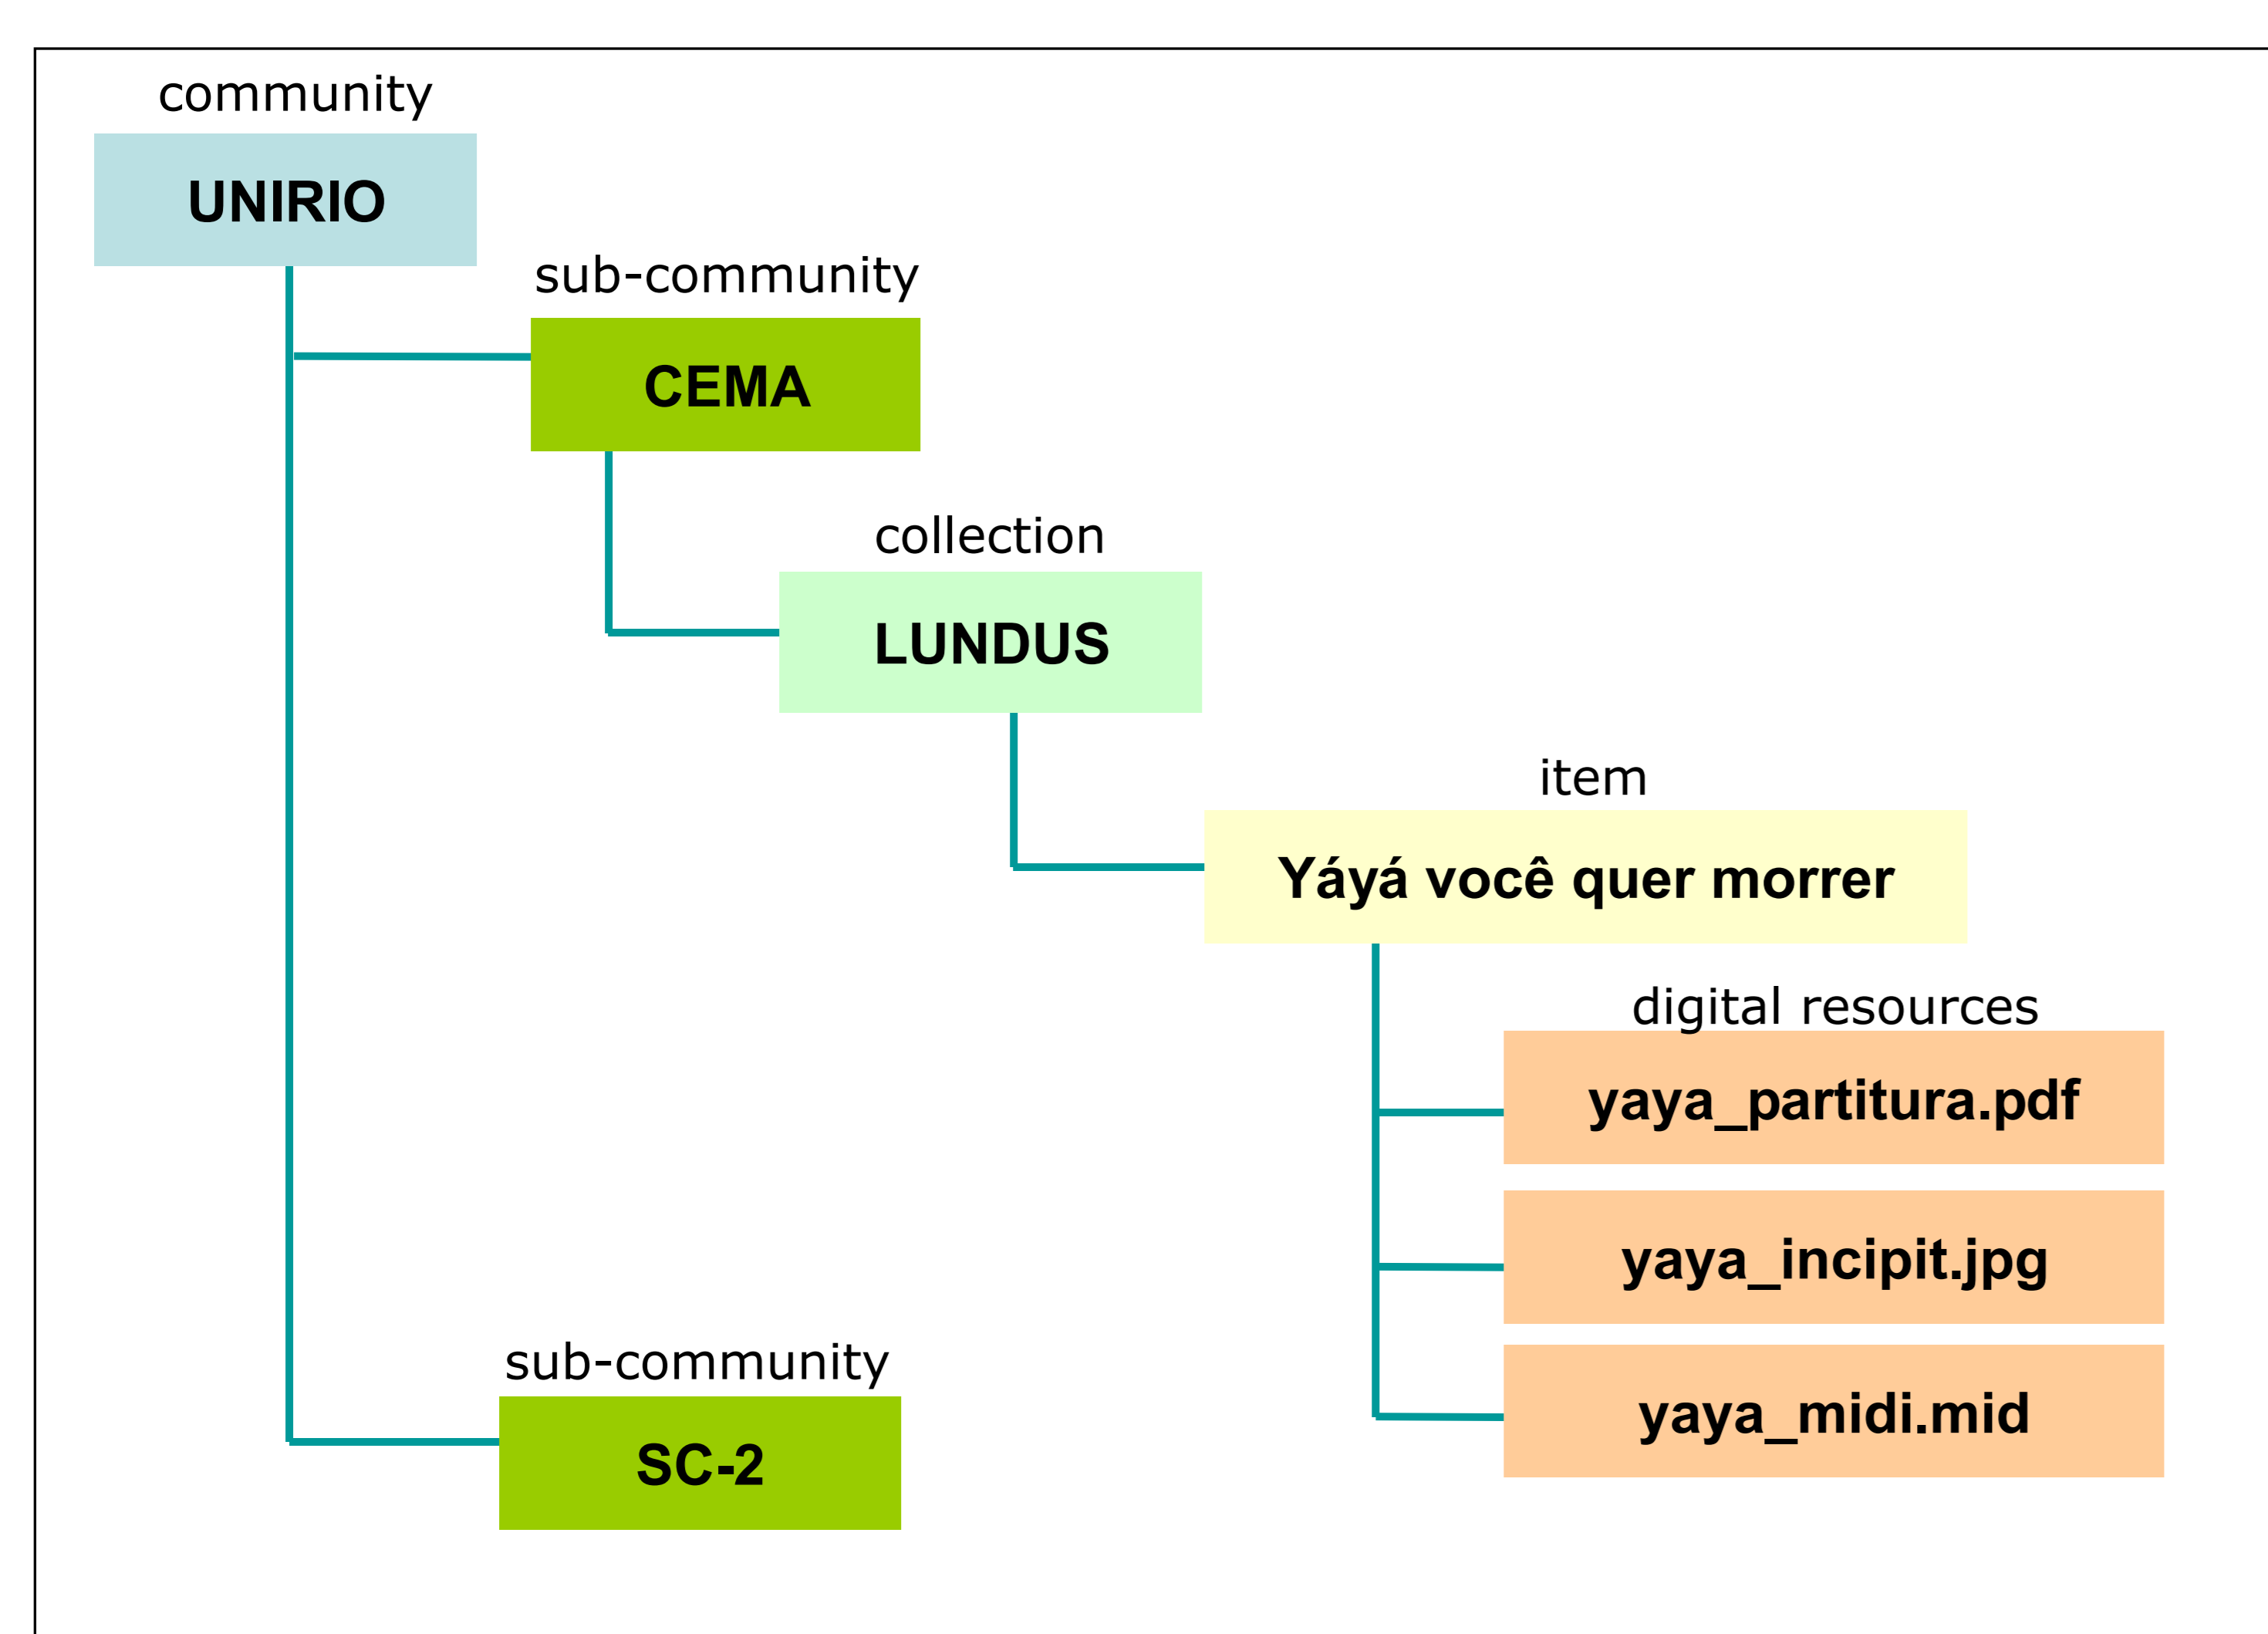 community
UNIRIO
sub-community
CEMA
collection
LUNDUS
item
Yáyá você quer morrer
digital resources
yaya_partitura.pdf
yaya_incipit.jpg
yaya_midi.mid
sub-community
SC-2